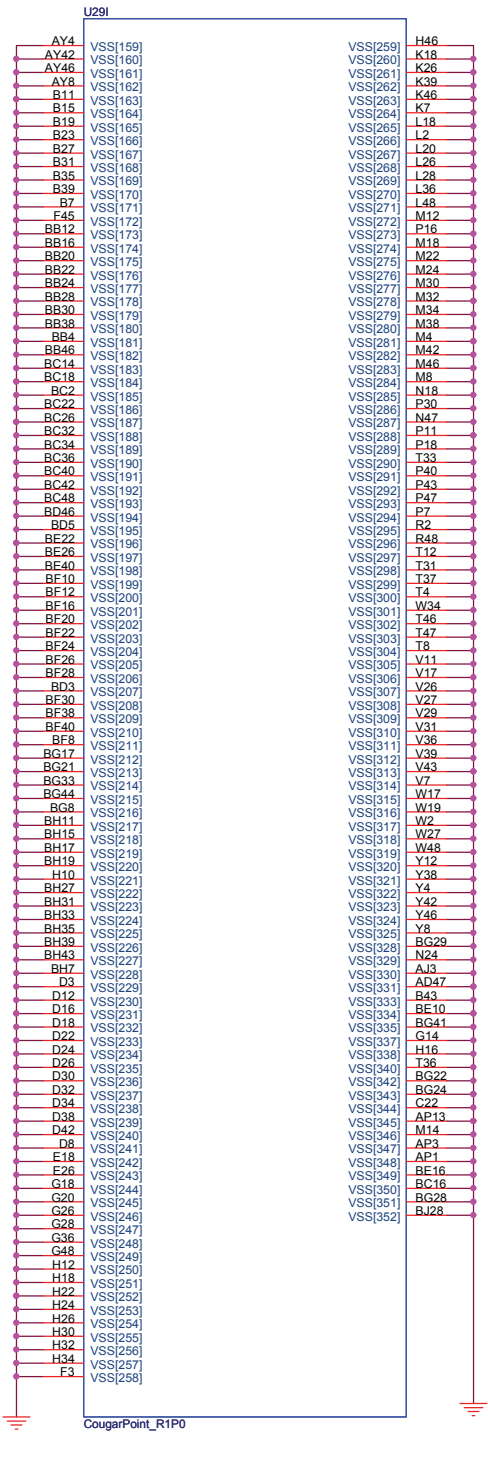 U29I
AY4 VSS[159]
AY42 VSS[160]
AY46 VSS[161]
AY8 VSS[162]
B11 VSS[163]
B15 VSS[164]
B19 VSS[165]
B23 VSS[166]
B27 VSS[167]
B31 VSS[168]
B35 VSS[169]
B39 VSS[170]
B7 VSS[171]
F45 VSS[172]
BB12 VSS[173]
BB16 VSS[174]
BB20 VSS[175]
BB22 VSS[176]
BB24 VSS[177]
BB28 VSS[178]
BB30 VSS[179]
BB38 VSS[180]
BB4 VSS[181]
BB46 VSS[182]
BC14 VSS[183]
BC18 VSS[184]
BC2 VSS[185]
BC22 VSS[186]
BC26 VSS[187]
BC32 VSS[188]
BC34 VSS[189]
BC36 VSS[190]
BC40 VSS[191]
BC42 VSS[192]
BC48 VSS[193]
BD46 VSS[194]
BD5 VSS[195]
BE22 VSS[196]
BE26 VSS[197]
BE40 VSS[198]
BF10 VSS[199]
BF12 VSS[200]
BF16 VSS[201]
BF20 VSS[202]
BF22 VSS[203]
BF24 VSS[204]
BF26 VSS[205]
BF28 VSS[206]
BD3 VSS[207]
BF30 VSS[208]
BF38 VSS[209]
BF40 VSS[210]
BF8 VSS[211]
BG17 VSS[212]
BG21 VSS[213]
BG33 VSS[214]
BG44 VSS[215]
BG8 VSS[216]
BH11 VSS[217]
BH15 VSS[218]
BH17 VSS[219]
BH19 VSS[220]
H10 VSS[221]
BH27 VSS[222]
BH31 VSS[223]
BH33 VSS[224]
BH35 VSS[225]
BH39 VSS[226]
BH43 VSS[227]
BH7 VSS[228]
D3 VSS[229]
D12 VSS[230]
D16 VSS[231]
D18 VSS[232]
D22 VSS[233]
D24 VSS[234]
D26 VSS[235]
D30 VSS[236]
D32 VSS[237]
D34 VSS[238]
D38 VSS[239]
D42 VSS[240]
D8 VSS[241]
E18 VSS[242]
E26 VSS[243]
G18 VSS[244]
G20 VSS[245]
G26 VSS[246]
G28 VSS[247]
G36 VSS[248]
G48 VSS[249]
H12 VSS[250]
H18 VSS[251]
H22 VSS[252]
H24 VSS[253]
H26 VSS[254]
H30 VSS[255]
H32 VSS[256]
H34 VSS[257]
F3 VSS[258]
VSS[259] H46
VSS[260] K18
VSS[261] K26
VSS[262] K39
VSS[263] K46
VSS[264] K7
VSS[265] L18
VSS[266] L2
VSS[267] L20
VSS[268] L26
VSS[269] L28
VSS[270] L36
VSS[271] L48
VSS[272] M12
VSS[273] P16
VSS[274] M18
VSS[275] M22
VSS[276] M24
VSS[277] M30
VSS[278] M32
VSS[279] M34
VSS[280] M38
VSS[281] M4
VSS[282] M42
VSS[283] M46
VSS[284] M8
VSS[285] N18
VSS[286] P30
VSS[287] N47
VSS[288] P11
VSS[289] P18
VSS[290] T33
VSS[291] P40
VSS[292] P43
VSS[293] P47
VSS[294] P7
VSS[295] R2
VSS[296] R48
VSS[297] T12
VSS[298] T31
VSS[299] T37
VSS[300] T4
VSS[301] W34
VSS[302] T46
VSS[303] T47
VSS[304] T8
VSS[305] V11
VSS[306] V17
VSS[307] V26
VSS[308] V27
VSS[309] V29
VSS[310] V31
VSS[311] V36
VSS[312] V39
VSS[313] V43
VSS[314] V7
VSS[315] W17
VSS[316] W19
VSS[317] W2
VSS[318] W27
VSS[319] W48
VSS[320] Y12
VSS[321] Y38
VSS[322] Y4
VSS[323] Y42
VSS[324] Y46
VSS[325] Y8
VSS[328] BG29
VSS[329] N24
VSS[330] AJ3
VSS[331] AD47
VSS[333] B43
VSS[334] BE10
VSS[335] BG41
VSS[337] G14
VSS[338] H16
VSS[340] T36
VSS[342] BG22
VSS[343] BG24
VSS[344] C22
VSS[345] AP13
VSS[346] M14
VSS[347] AP3
VSS[348] AP1
VSS[349] BE16
VSS[350] BC16
VSS[351] BG28
VSS[352] BJ28
CougarPoint_R1P0